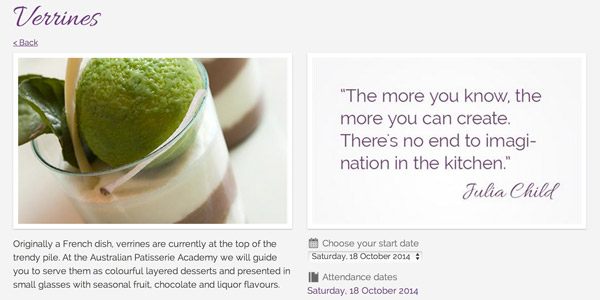 Verrines
< Back
“The more you know, the
more you can create.
There's no end to imagi-
nation in the kitchen.”
Julia Child
Originally a French dish, verrines are currently at the top of the
trendy pile. At the Australian Patisserie Academy we will guide
you to serve them as colourful layered desserts and presented in
small glasses with seasonal fruit, chocolate and liquor flavours.
Choose your start date
Saturday, 18 October 2014
Attendance dates
Saturday, 18 October 2014